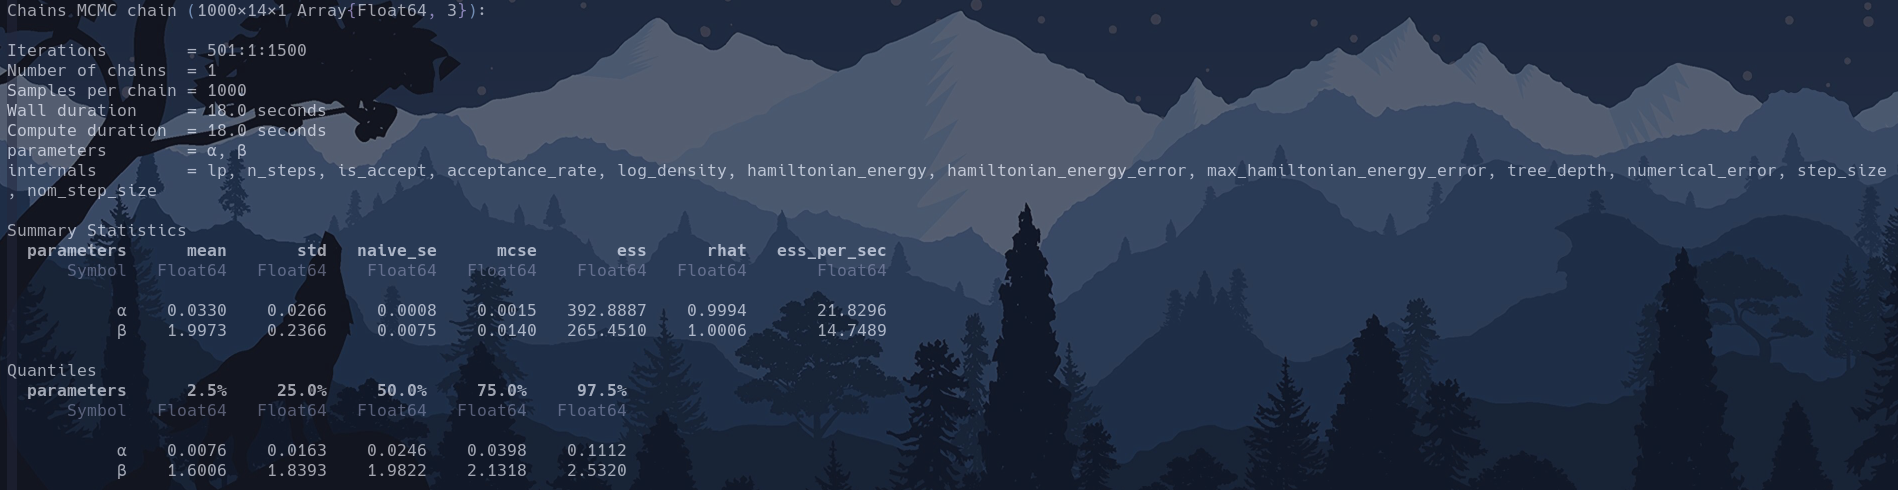 Chains MCMC chain (1000×14×1 Array{Float64, 3}):
Iterations = 501:1:1500
Number of chains = 1
Samples per chain = 1000
Wall duration = 18.0 seconds
Compute duration = 18.0 seconds
parameters = α, β
internals = lp, n_steps, is_accept, acceptance_rate, log_density, hamiltonian_energy, hamiltonian_energy_error, max_hamiltonian_energy_error, tree_depth, numerical_error, step_size
, nom_step_size
Summary Statistics
parameters mean std naive_se mcse ess rhat ess_per_sec
Symbol Float64 Float64 Float64 Float64 Float64 Float64 Float64
α 0.0330 0.0266 0.0008 0.0015 392.8887 0.9994 21.8296
β 1.9973 0.2366 0.0075 0.0140 265.4510 1.0006 14.7489
Quantiles
parameters 2.5% 25.0% 50.0% 75.0% 97.5%
Symbol Float64 Float64 Float64 Float64 Float64
α 0.0076 0.0163 0.0246 0.0398 0.1112
β 1.6006 1.8393 1.9822 2.1318 2.5320